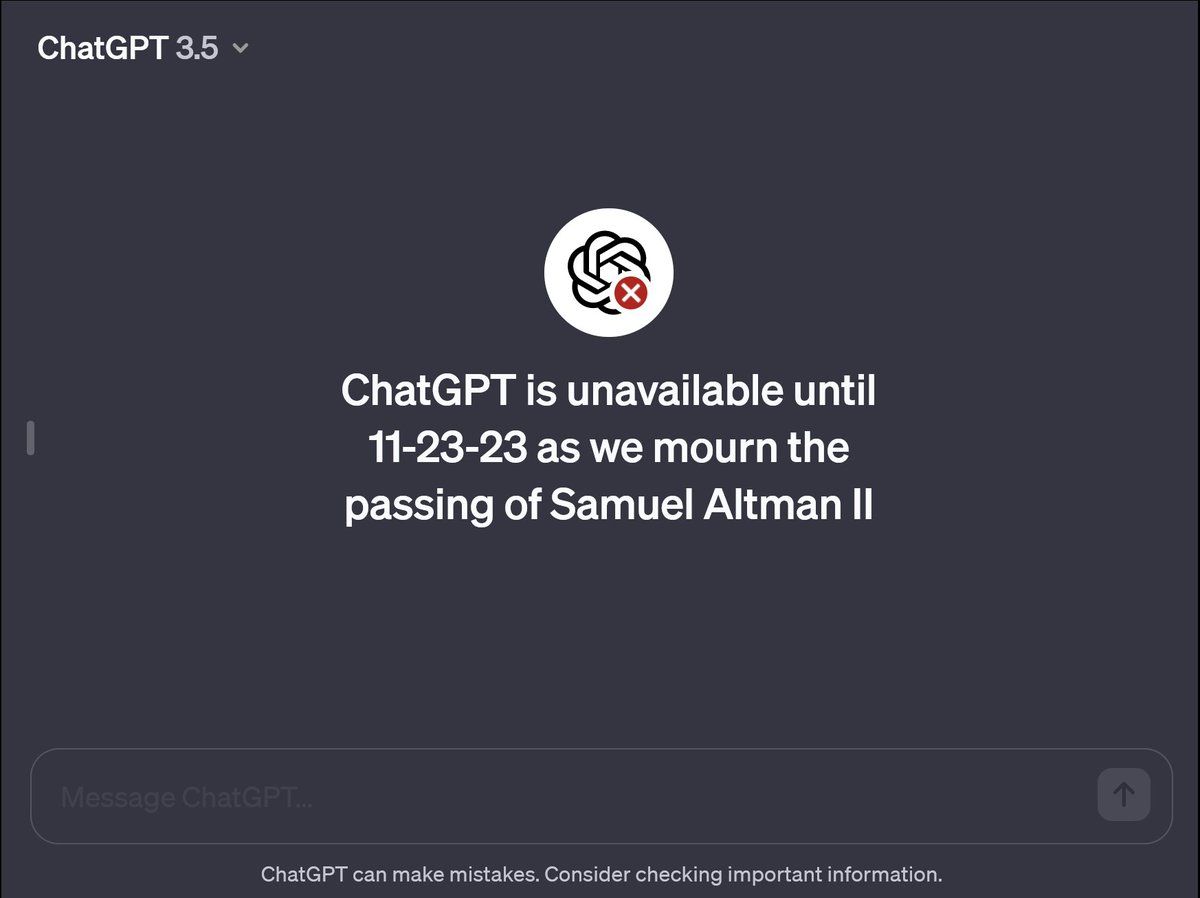 ChatGPT 3.5
ChatGPT is unavailable until
11-23-23 as we mourn the
passing of Samuel Altman II
Message ChatGPT...
ChatGPT can make mistakes. Consider checking important information.